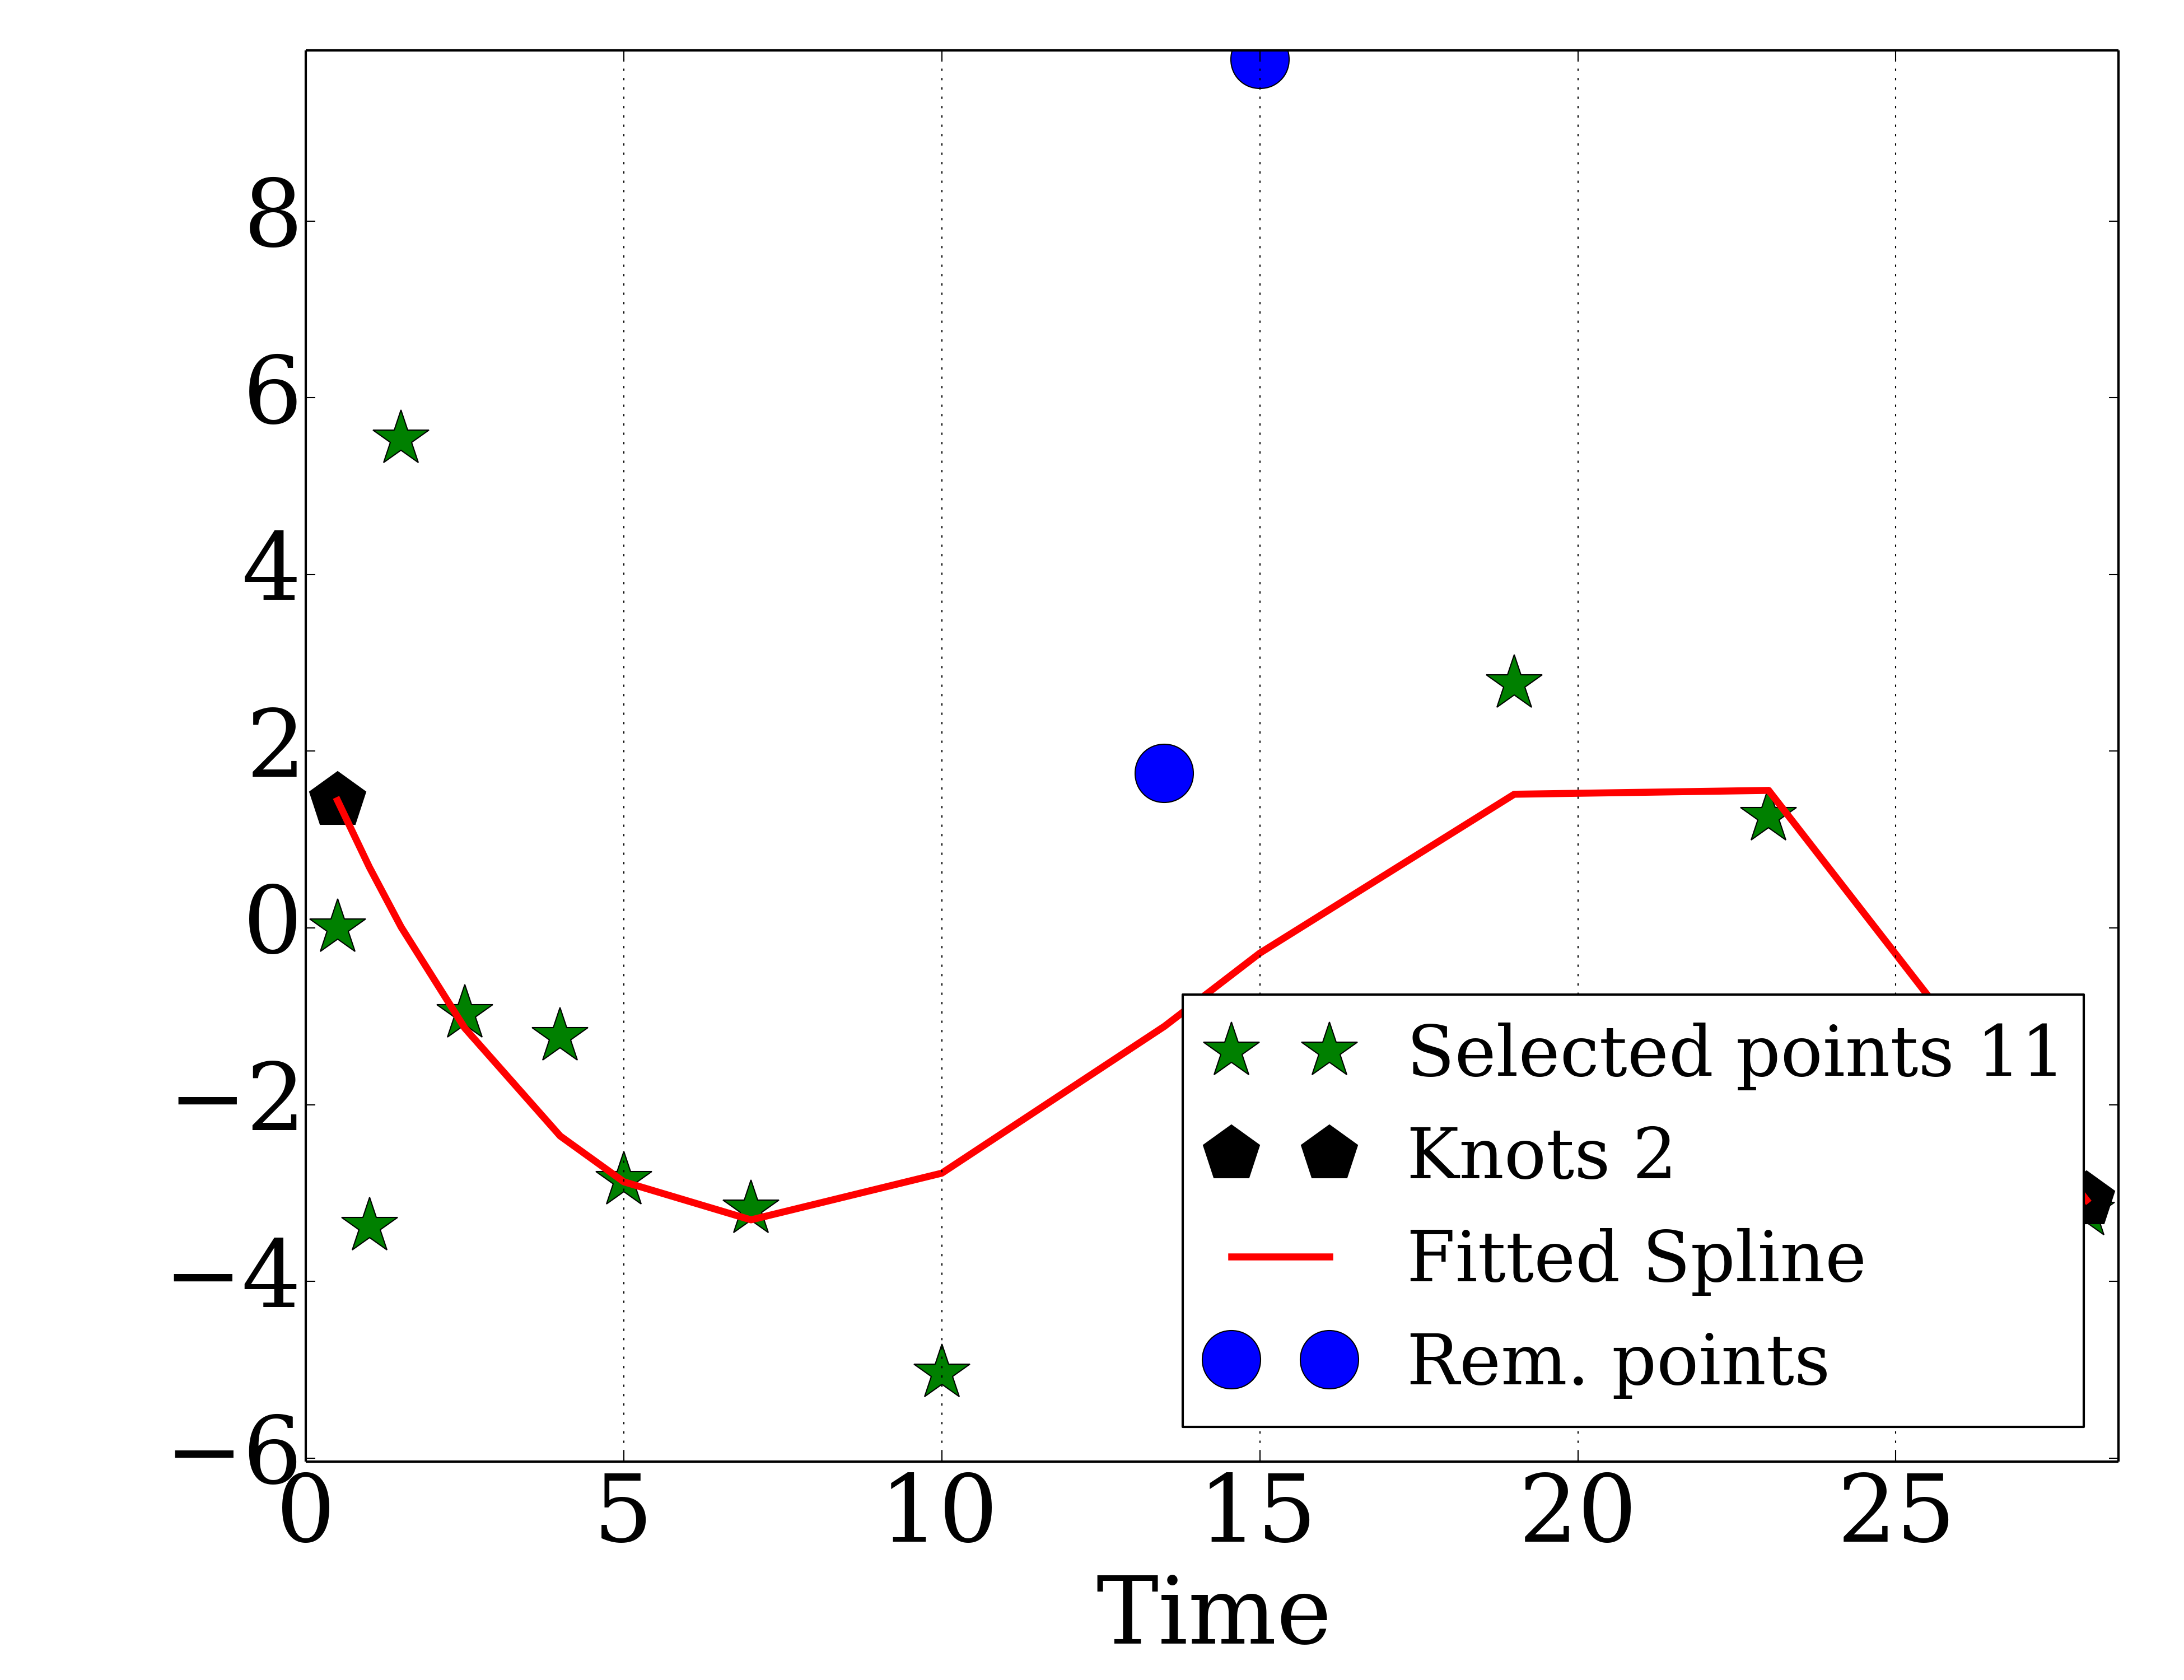 8
6
4
2
0
−2
−4
−6
0 5 10 15 20 25
Time
Selected points 11
Knots 2
Fitted Spline
Rem. points